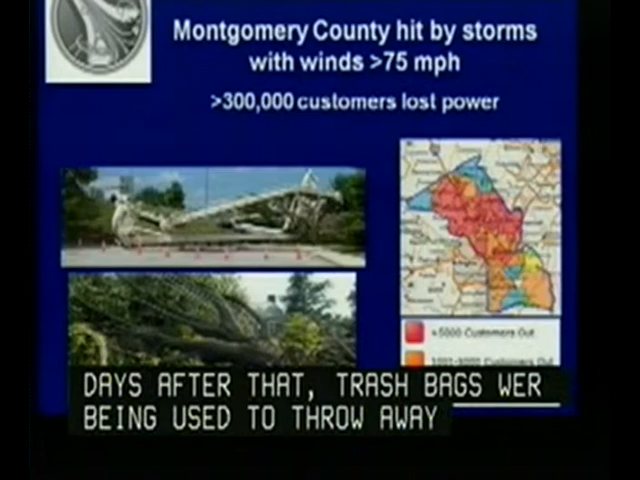 Montgomery County hit by storms
with winds >75 mph
>300,000 customers lost power
+5000 Customers Out
DAYS AFTER THAT, TRASH BAGS WER
BEING USED TO THROW AWAY